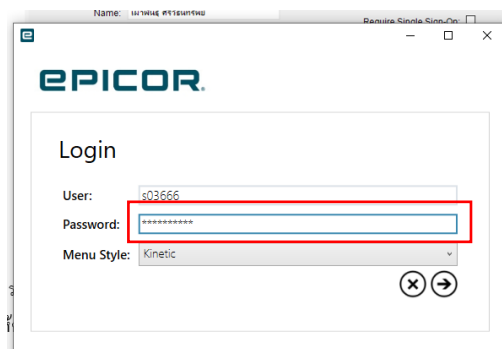 Name:
Require Single Sign-On:
EPICOR
Login
User: s03666
Password: **********
Menu Style: Kinetic